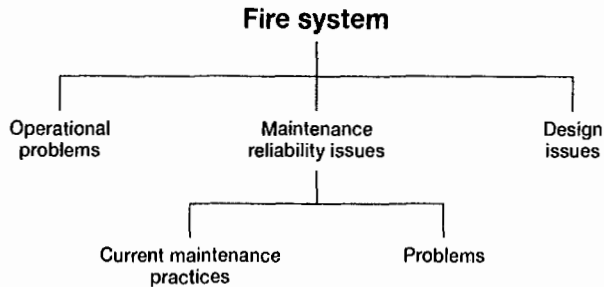 Fire system
Operational
problems
Maintenance
reliability issues
Design
issues
Current maintenance
practices
Problems